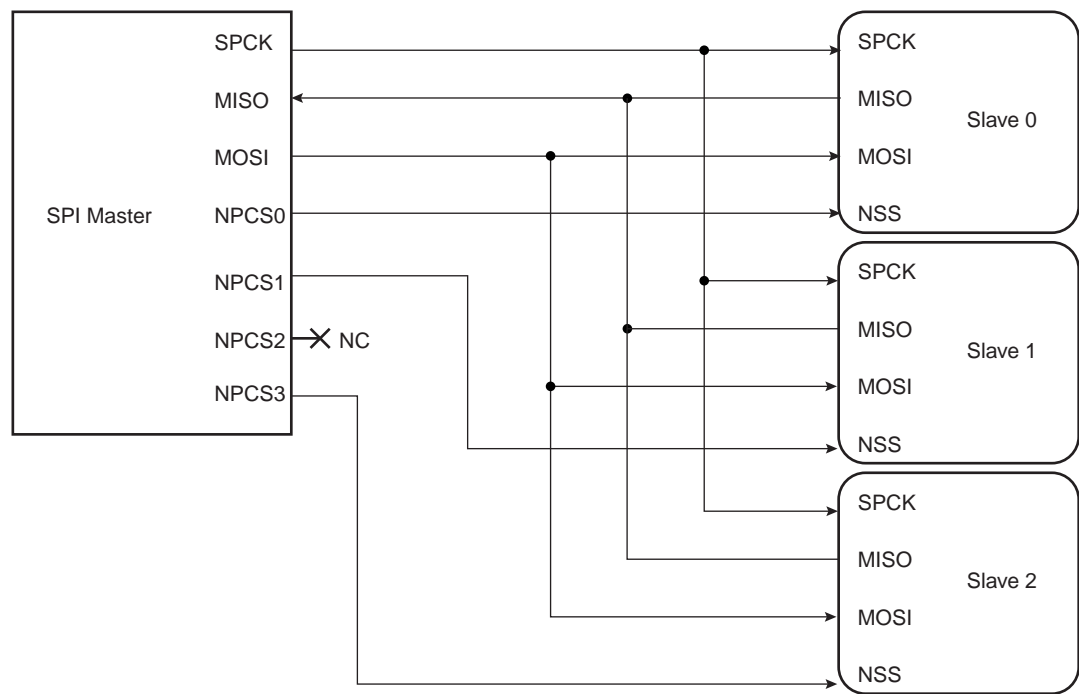 SPI Master
SPCK
MISO
MOSI
NPCS0
NPCS1
NPCS2
NC
NPCS3
SPCK
MISO
Slave 0
MOSI
NSS
SPCK
MISO
Slave 1
MOSI
NSS
SPCK
MISO
Slave 2
MOSI
NSS